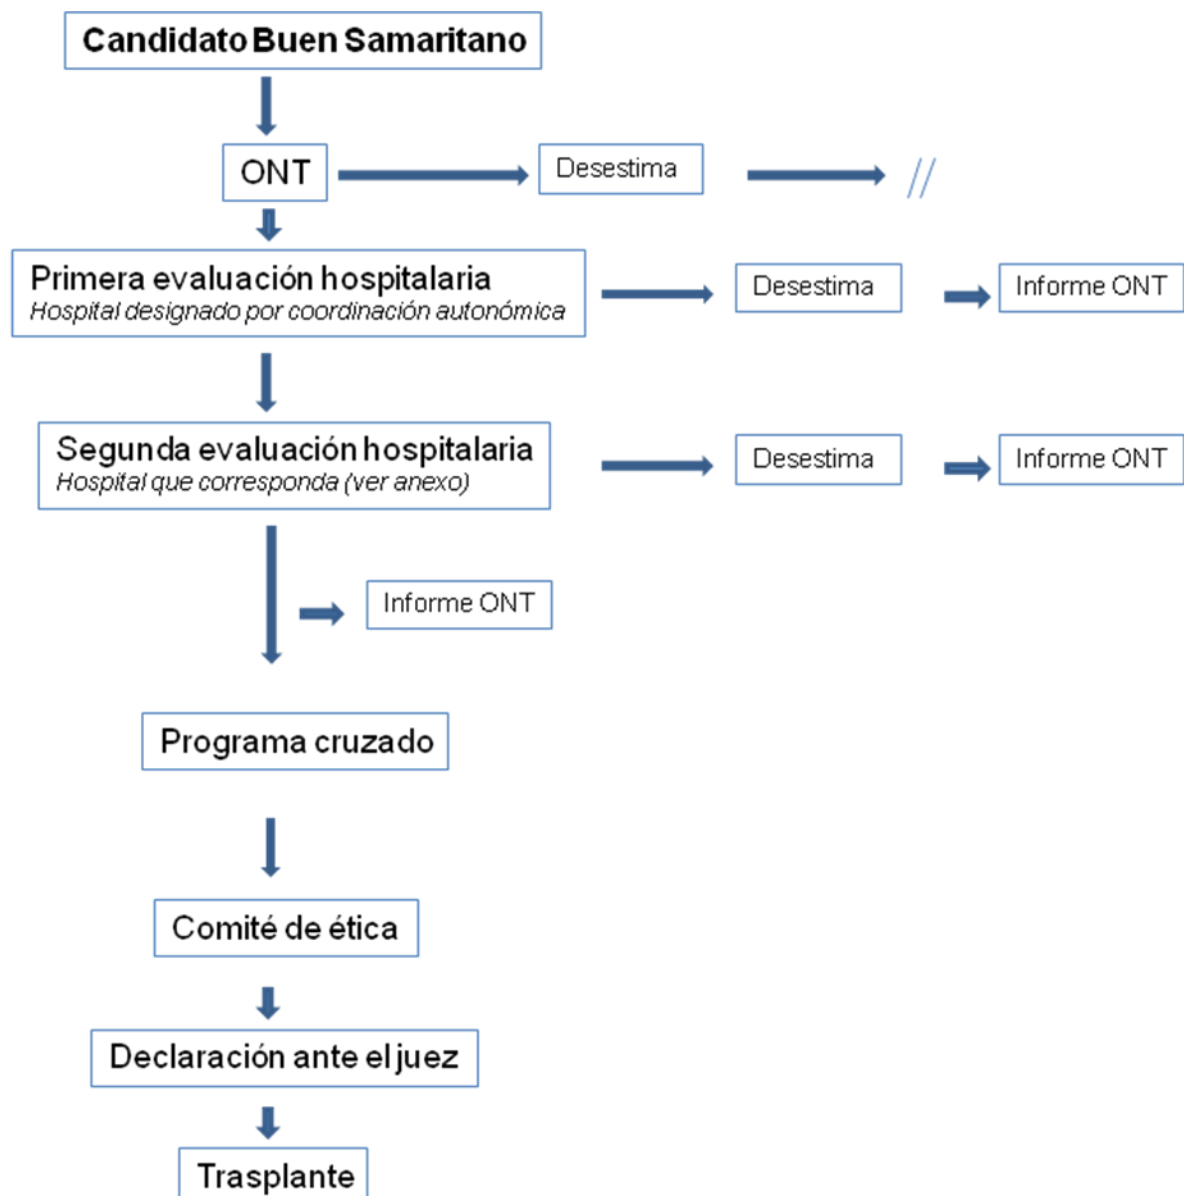 Candidato Buen Samaritano
ONT
Desestima
//
Primera evaluación hospitalaria
Hospital designado por coordinación autonómica
Desestima
Informe ONT
Segunda evaluación hospitalaria
Hospital que corresponda (ver anexo)
Desestima
Informe ONT
Informe ONT
Programa cruzado
Comité de ética
Declaración ante el juez
Trasplante